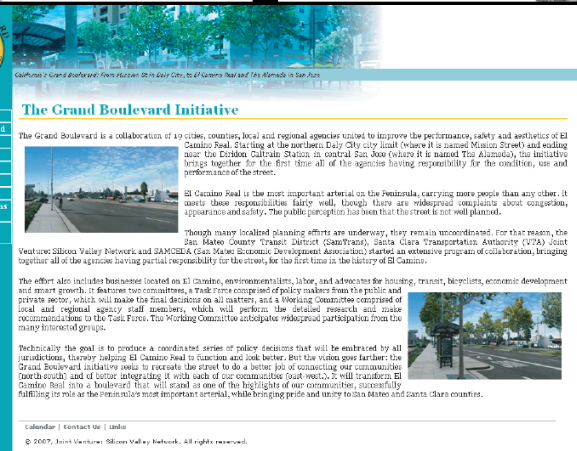 California's Grand Boulevard: From Mission St in Daly City, to El Camino Real and The Alameda in San Jose
The Grand Boulevard Initiative
The Grand Boulevard is a collaboration of 19 cities, counties, local and regional agencies united to improve the performance, safety and aesthetics of El
Camino Real. Starting at the northern Daly City city limit (where it is named Mission Street) and ending
near the Diridon Caltrain Station in central San Jose (where it is named The Alameda), the initiative
brings together for the first time all of the agencies having responsibility for the condition, use and
performance of the street.
El Camino Real is the most important arterial on the Peninsula, carrying more people than any other. It
meets these responsibilities fairly well, though there are widespread complaints about congestion,
appearance and safety. The public perception has been that the street is not well planned.
Though many localized planning efforts are underway, they remain uncoordinated. For that reason, the
San Mateo County Transit District (SamTrans), Santa Clara Transportation Authority (VTA) Joint
Venture: Silicon Valley Network and SAMCEDA (San Mateo Economic Development Association) started an extensive program of collaboration, bringing
together all of the agencies having partial responsibility for the street, for the first time in the history of El Camino.
The effort also includes businesses located on El Camino, environmentalists, labor, and advocates for housing, transit, bicyclists, economic development
and smart growth. It features two committees, a Task Force comprised of policy makers from the public and
private sector, which will make the final decisions on all matters, and a Working Committee comprised of
local and regional agency staff members, which will perform the detailed research and make
recommendations to the Task Force. The Working Committee anticipates widespread participation from the
many interested groups.
Technically the goal is to produce a coordinated series of policy decisions that will be embraced by all
jurisdictions, thereby helping El Camino Real to function and look better. But the vision goes farther: the
Grand Boulevard initiative seeks to recreate the street to do a better job of connecting our communities
(north-south) and of better integrating it with each of our communities (east-west.). It will transform El
Camino Real into a boulevard that will stand as one of the highlights of our communities, successfully
fulfilling its role as the Peninsula's most important arterial, while bringing pride and unity to San Mateo and Santa Clara counties.
Calendar | Contact Us | Links
© 2007, Joint Venture: Silicon Valley Network. All rights reserved.